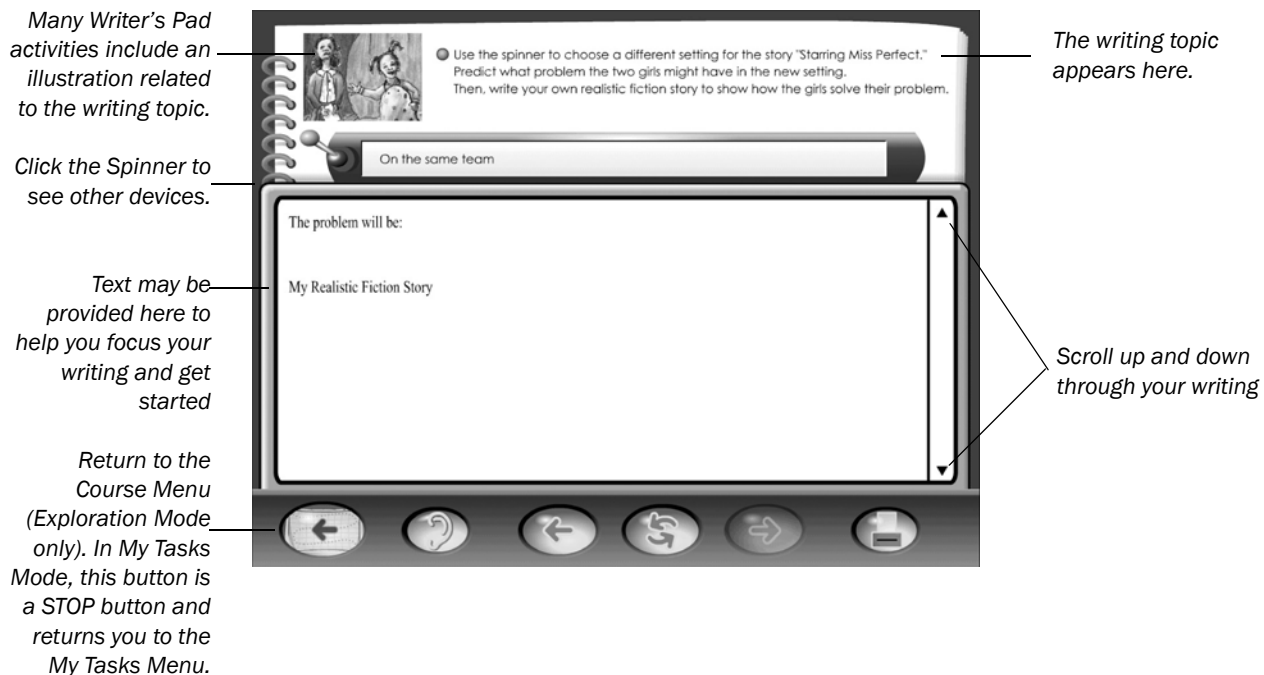 Many Writer's Pad
activities include an
illustration related
to the writing topic.
Click the Spinner to
see other devices.
Text may be
provided here to
help you focus your
writing and get
started
Return to the
Course Menu
(Exploration Mode
only). In My Tasks
Mode, this button is
a STOP button and
returns you to the
My Tasks Menu.
Use the spinner to choose a different setting for the story "Starring Miss Perfect."
Predict what problem the two girls might have in the new setting.
Then, write your own realistic fiction story to show how the girls solve their problem.
On the same team
The problem will be:
My Realistic Fiction Story
The writing topic
appears here.
Scroll up and down
through your writing